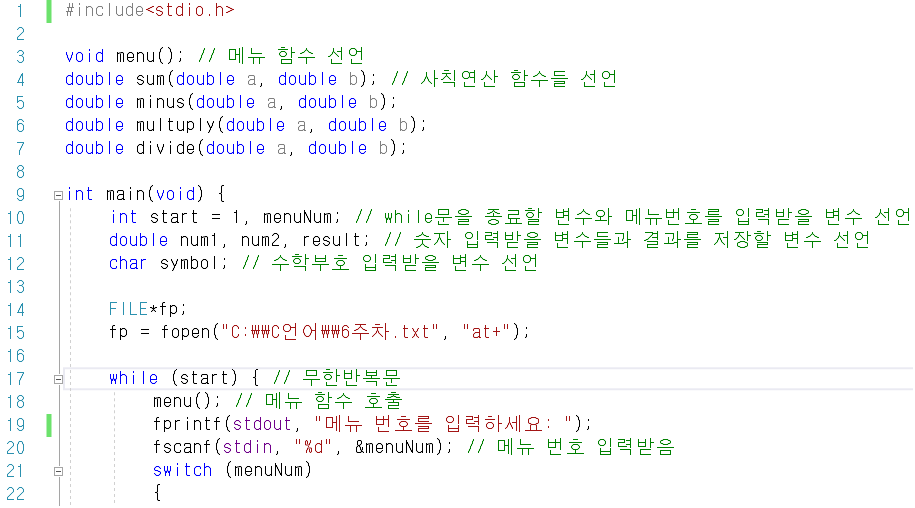 1 #include<stdio.h>
2
3 void menu(); // 메뉴 함수 선언
4 double sum(double a, double b); // 사칙연산 함수들 선언
5 double minus(double a, double b);
6 double multuply(double a, double b);
7 double divide(double a, double b);
8
9 int main(void) {
10 int start = 1, menuNum; // while문을 종료할 변수와 메뉴번호를 입력받을 변수 선언
11 double num1, num2, result; // 숫자 입력받을 변수들과 결과를 저장할 변수 선언
12 char symbol; // 수학부호 입력받을 변수 선언
13
14 FILE*fp;
15 fp = fopen("C:₩₩C언어₩₩6주차.txt", "at+");
16
17 while (start) { // 무한반복문
18 menu(); // 메뉴 함수 호출
19 fprintf(stdout, "메뉴 번호를 입력하세요: ");
20 fscanf(stdin, "%d", &menuNum); // 메뉴 번호 입력받음
21 switch (menuNum)
22 {